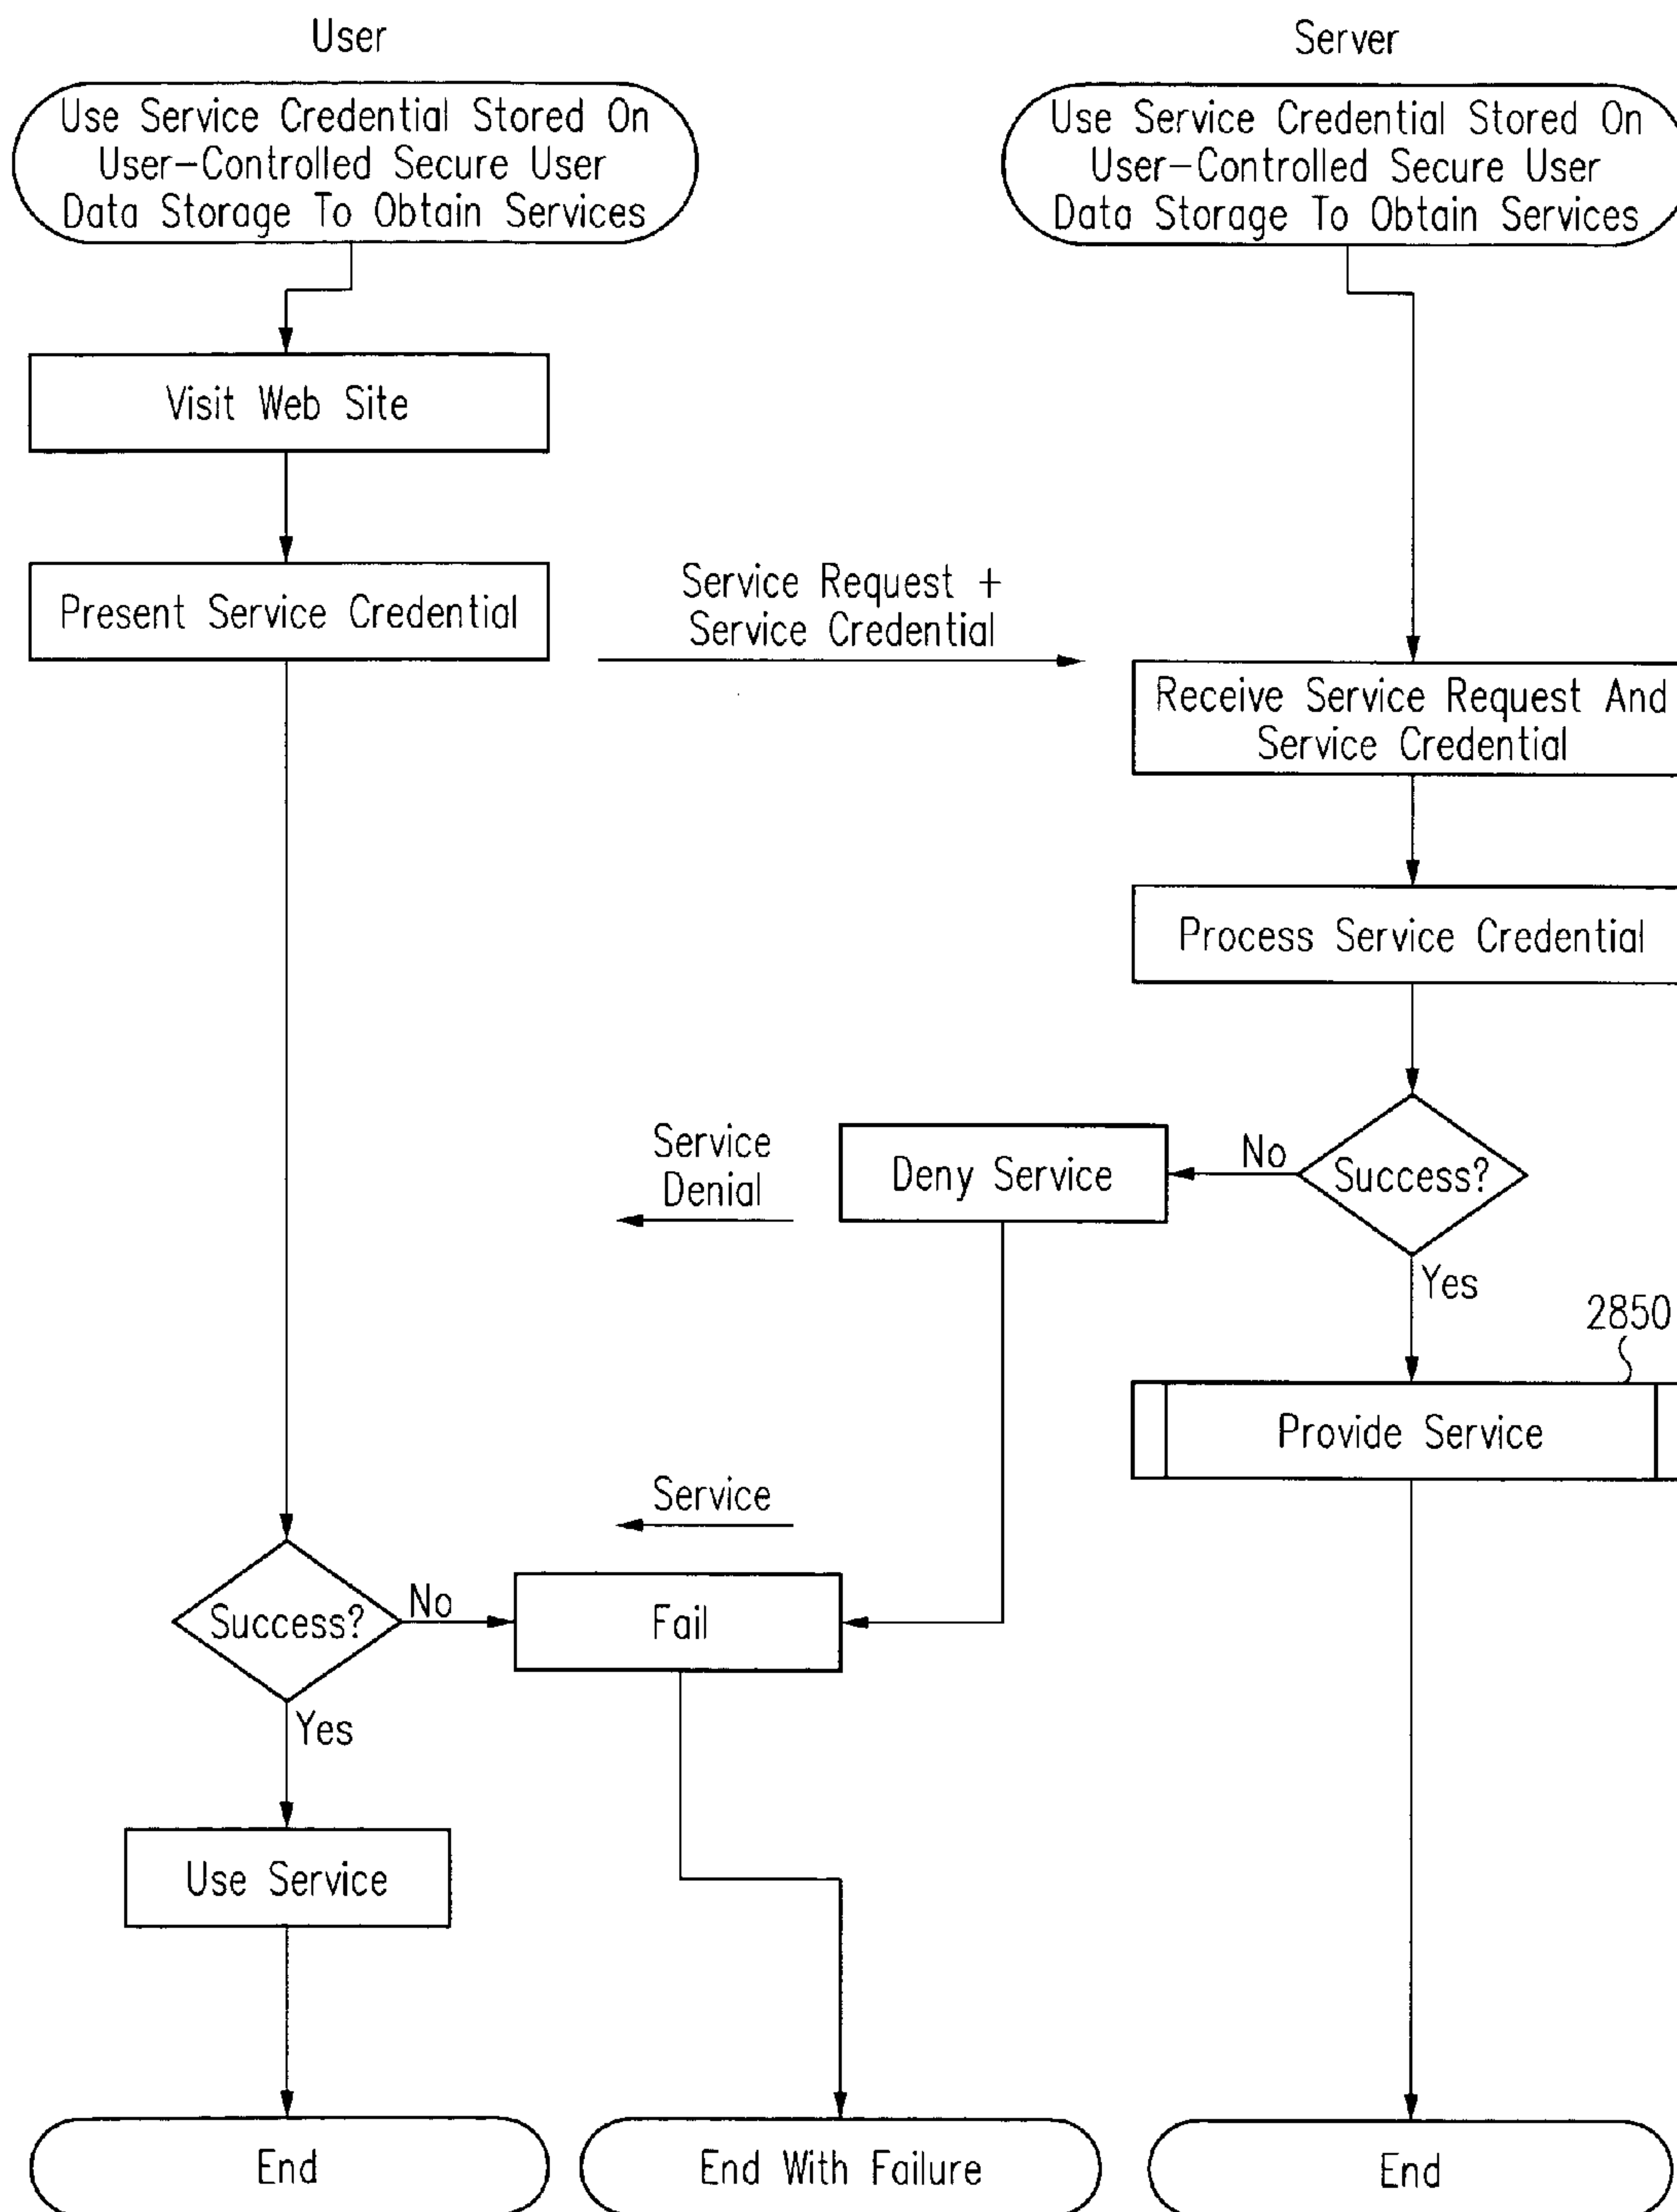 User
Server
Use Service Credential Stored On
User-Controlled Secure User
Data Storage To Obtain Services
Use Service Credential Stored On
User-Controlled Secure User
Data Storage To Obtain Services
Visit Web Site
Present Service Credential
Service Request +
Service Credential
Receive Service Request And
Service Credential
Process Service Credential
Success?
No
Deny Service
Service
Denial
Yes
2850
Provide Service
Service
Success?
No
Fail
Yes
Use Service
End
End With Failure
End